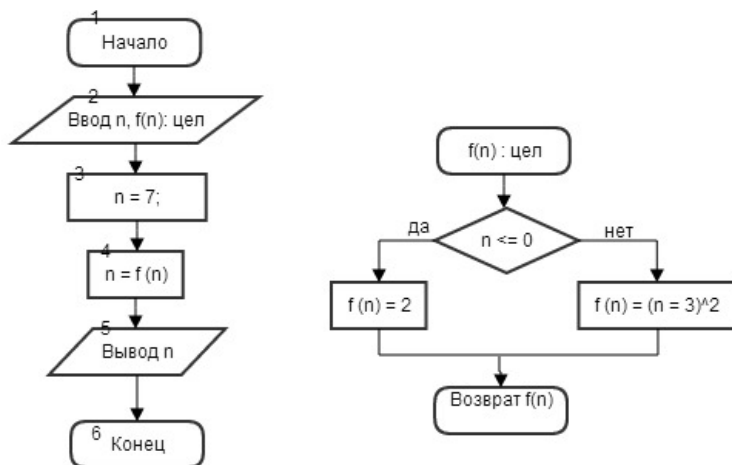 1
Начало
2
Ввод n, f(n): цел
3
n = 7;
4
n = f (n)
5
Вывод n
6
Конец
f(n) : цел
n <= 0
да
нет
f (n) = 2
f (n) = (n = 3)^2
Возврат f(n)